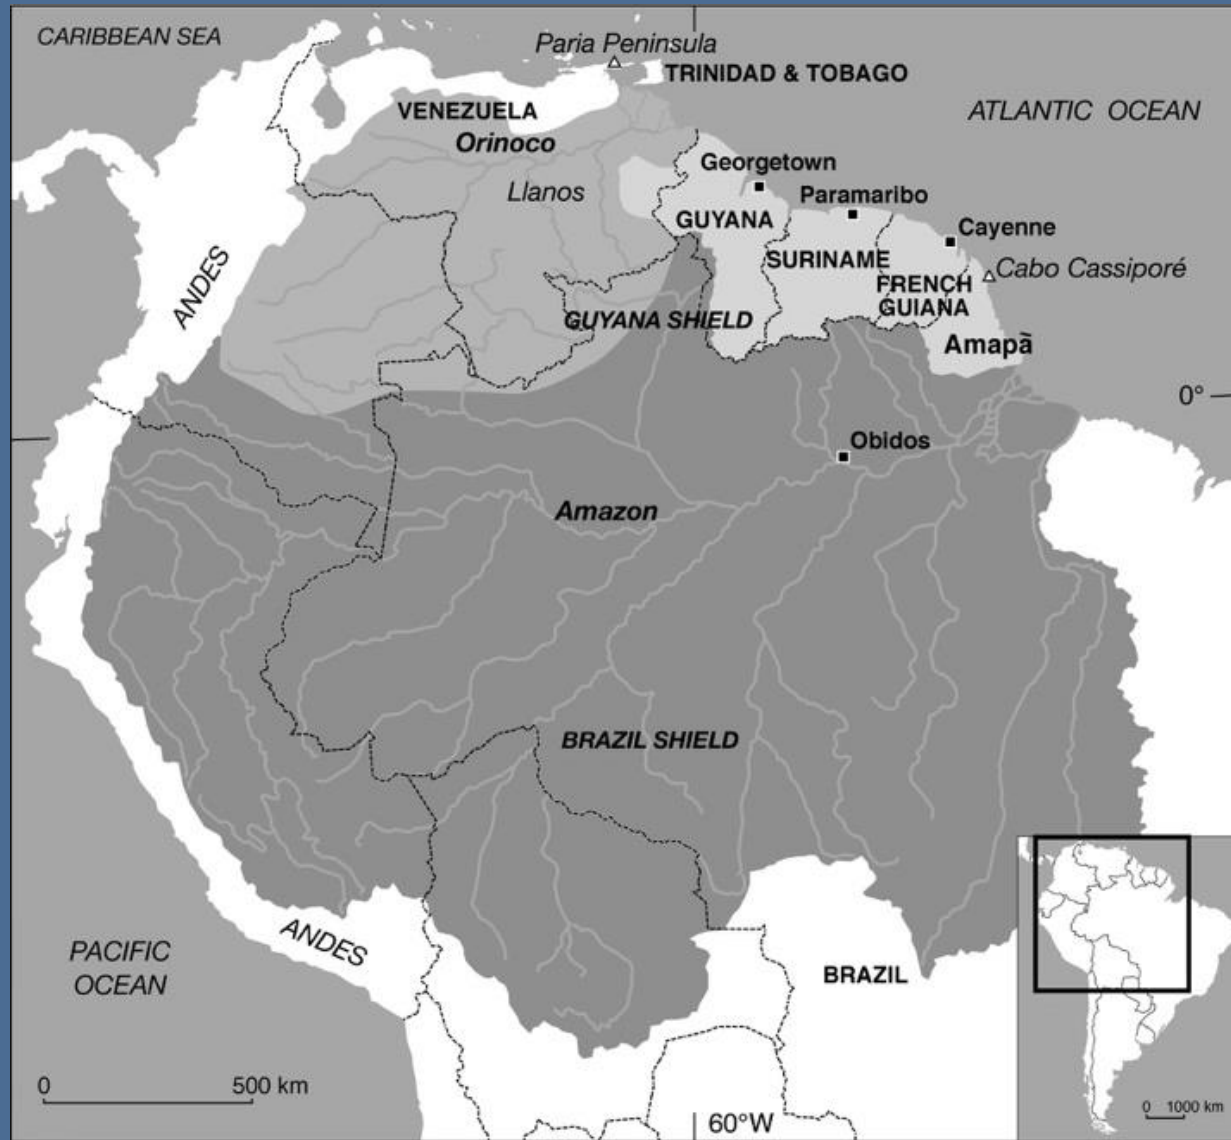 CARIBBEAN SEA
Paria Peninsula
TRINIDAD & TOBAGO
ATLANTIC OCEAN
VENEZUELA
Orinoco
Llanos
Georgetown
Paramaribo
GUYANA
Cayenne
SURINAME
Cabo Cassiporé
FRENCH
GUIANA
ANDES
GUYANA SHIELD
Amapã
0°
Obidos
Amazon
BRAZIL SHIELD
ANDES
PACIFIC
OCEAN
BRAZIL
0 500 km
60°W
0 1000 km